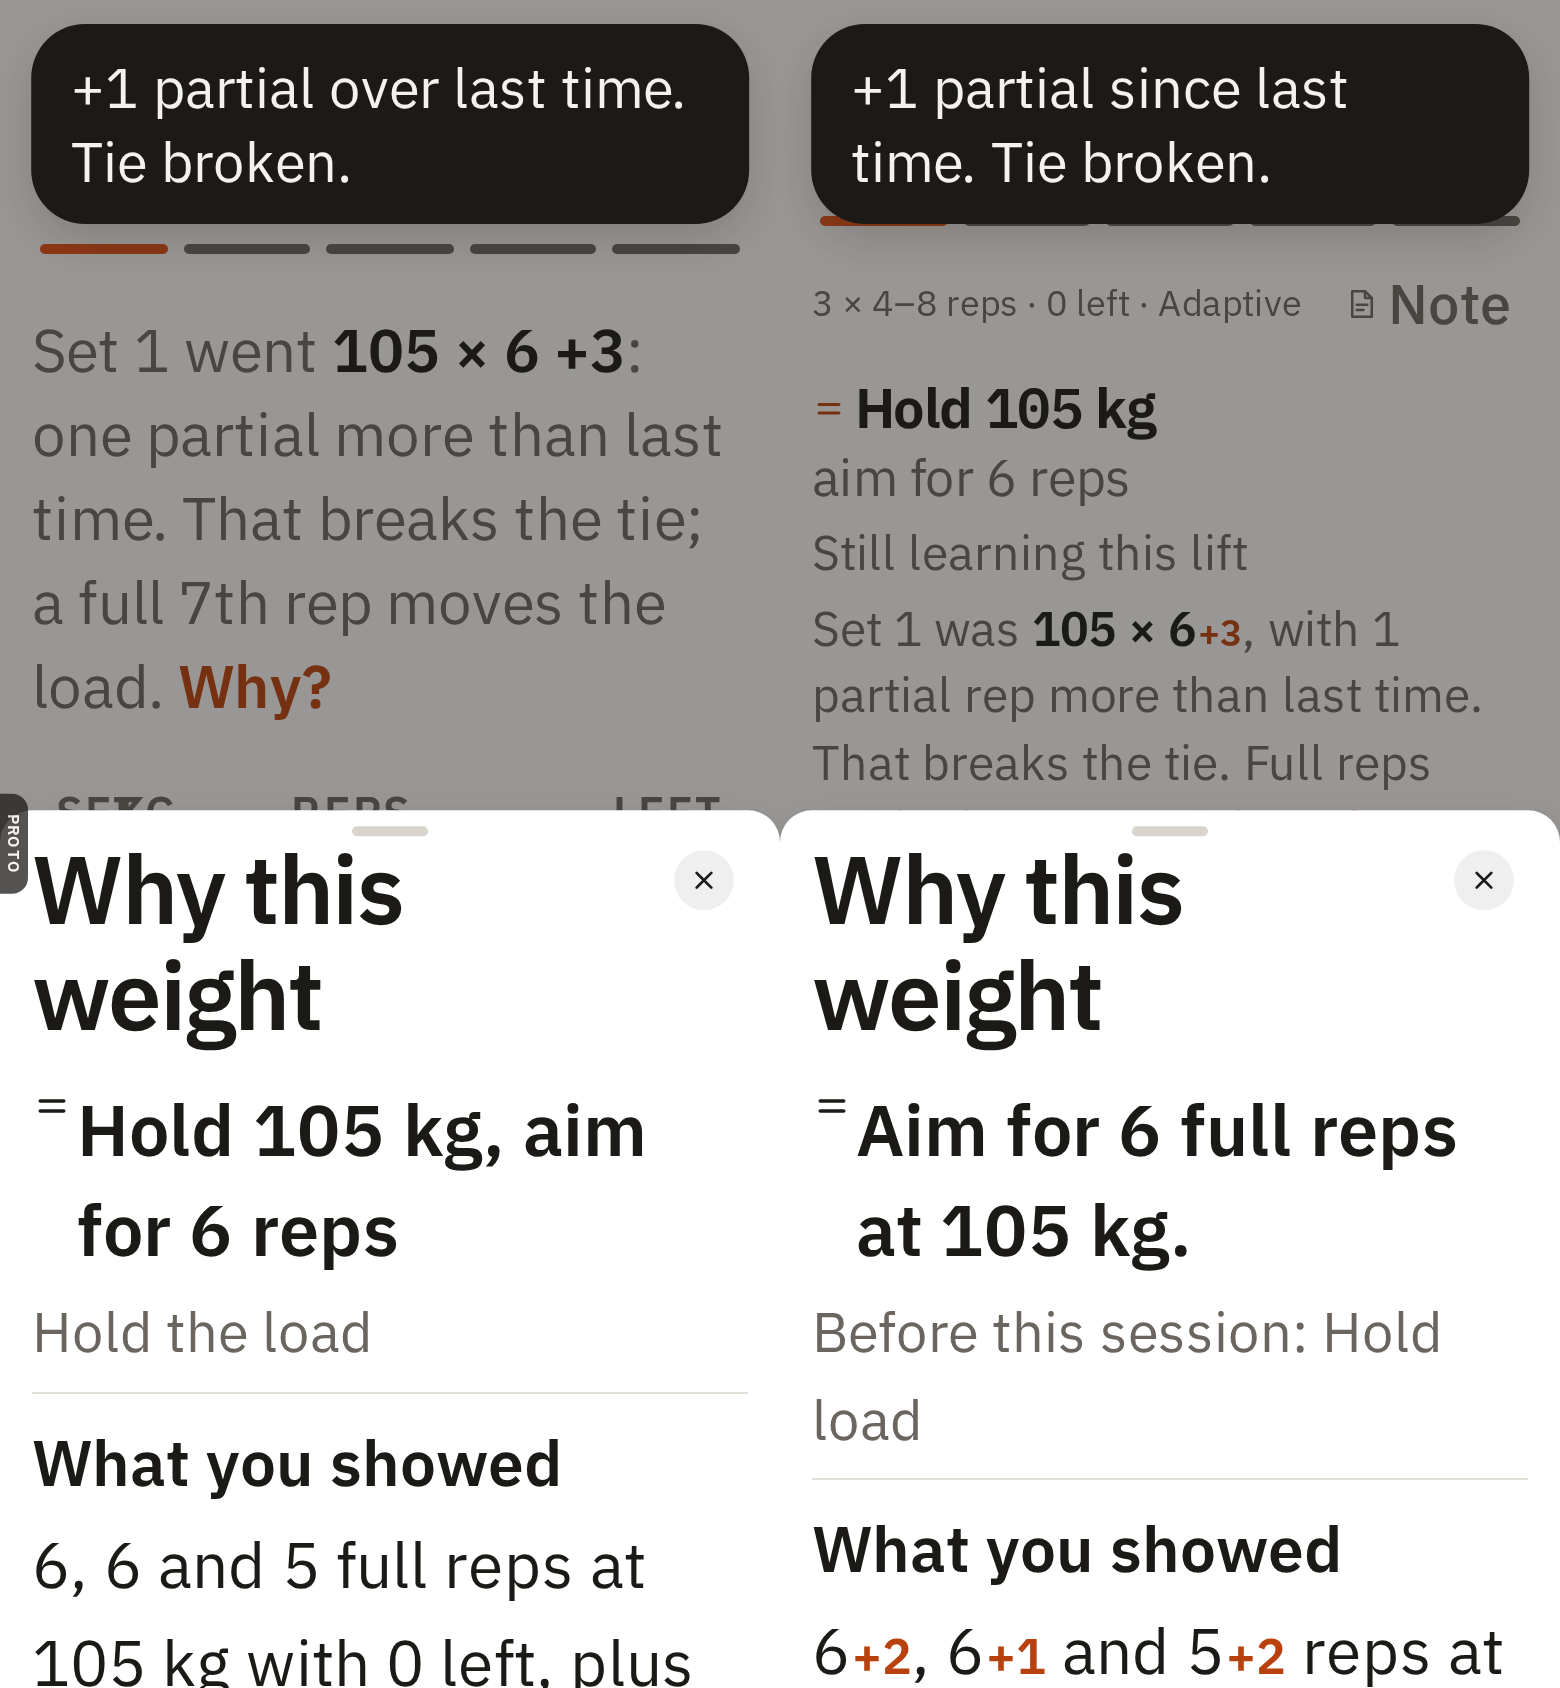 +1 partial over last time.
Tie broken.
Set 1 went 105 × 6 +3:
one partial more than last
time. That breaks the tie;
a full 7th rep moves the
load. Why?
PROTO
Why this
weight
= Hold 105 kg, aim
for 6 reps
Hold the load
What you showed
6, 6 and 5 full reps at
105 kg with 0 left, plus
+1 partial since last
time. Tie broken.
3 × 4–8 reps · 0 left · Adaptive
Note
= Hold 105 kg
aim for 6 reps
Still learning this lift
Set 1 was 105 × 6+3, with 1
partial rep more than last time.
That breaks the tie. Full reps
Why this
weight
= Aim for 6 full reps
at 105 kg.
Before this session: Hold
load
What you showed
6+2, 6+1 and 5+2 reps at